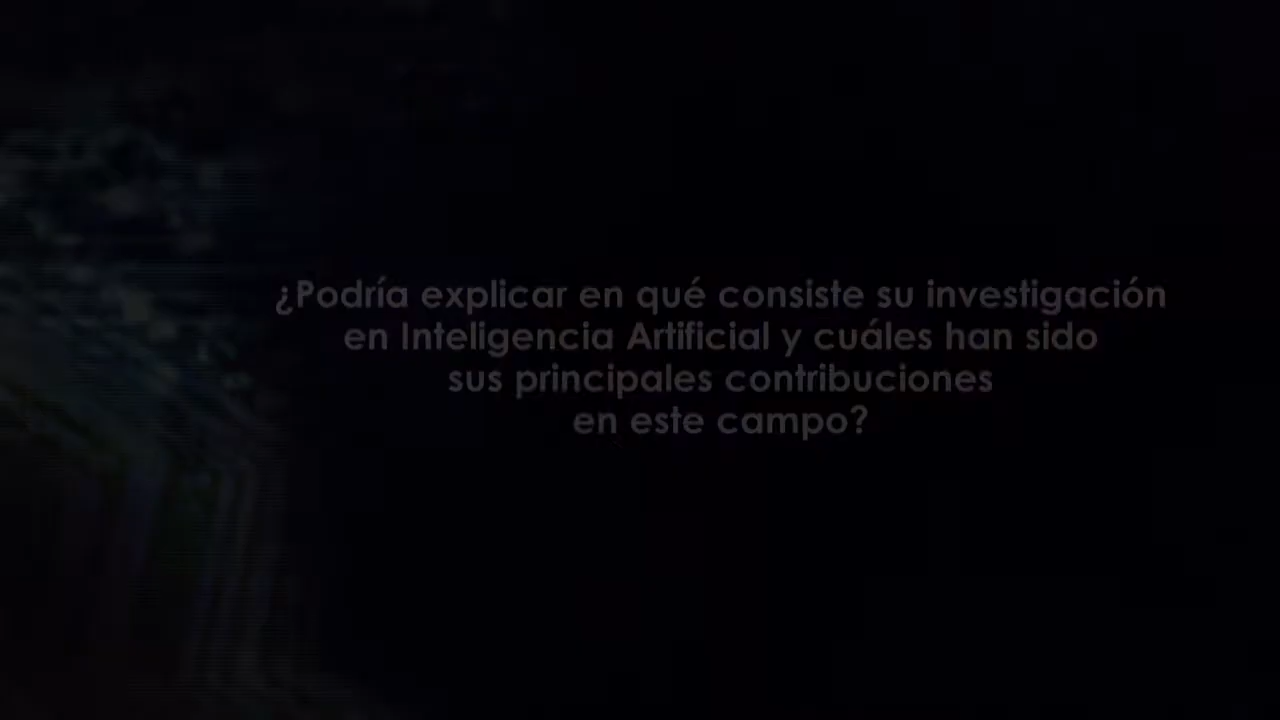 ¿Podría explicar en qué consiste su investigación
en Inteligencia Artificial y cuáles han sido
sus principales contribuciones
en este campo?